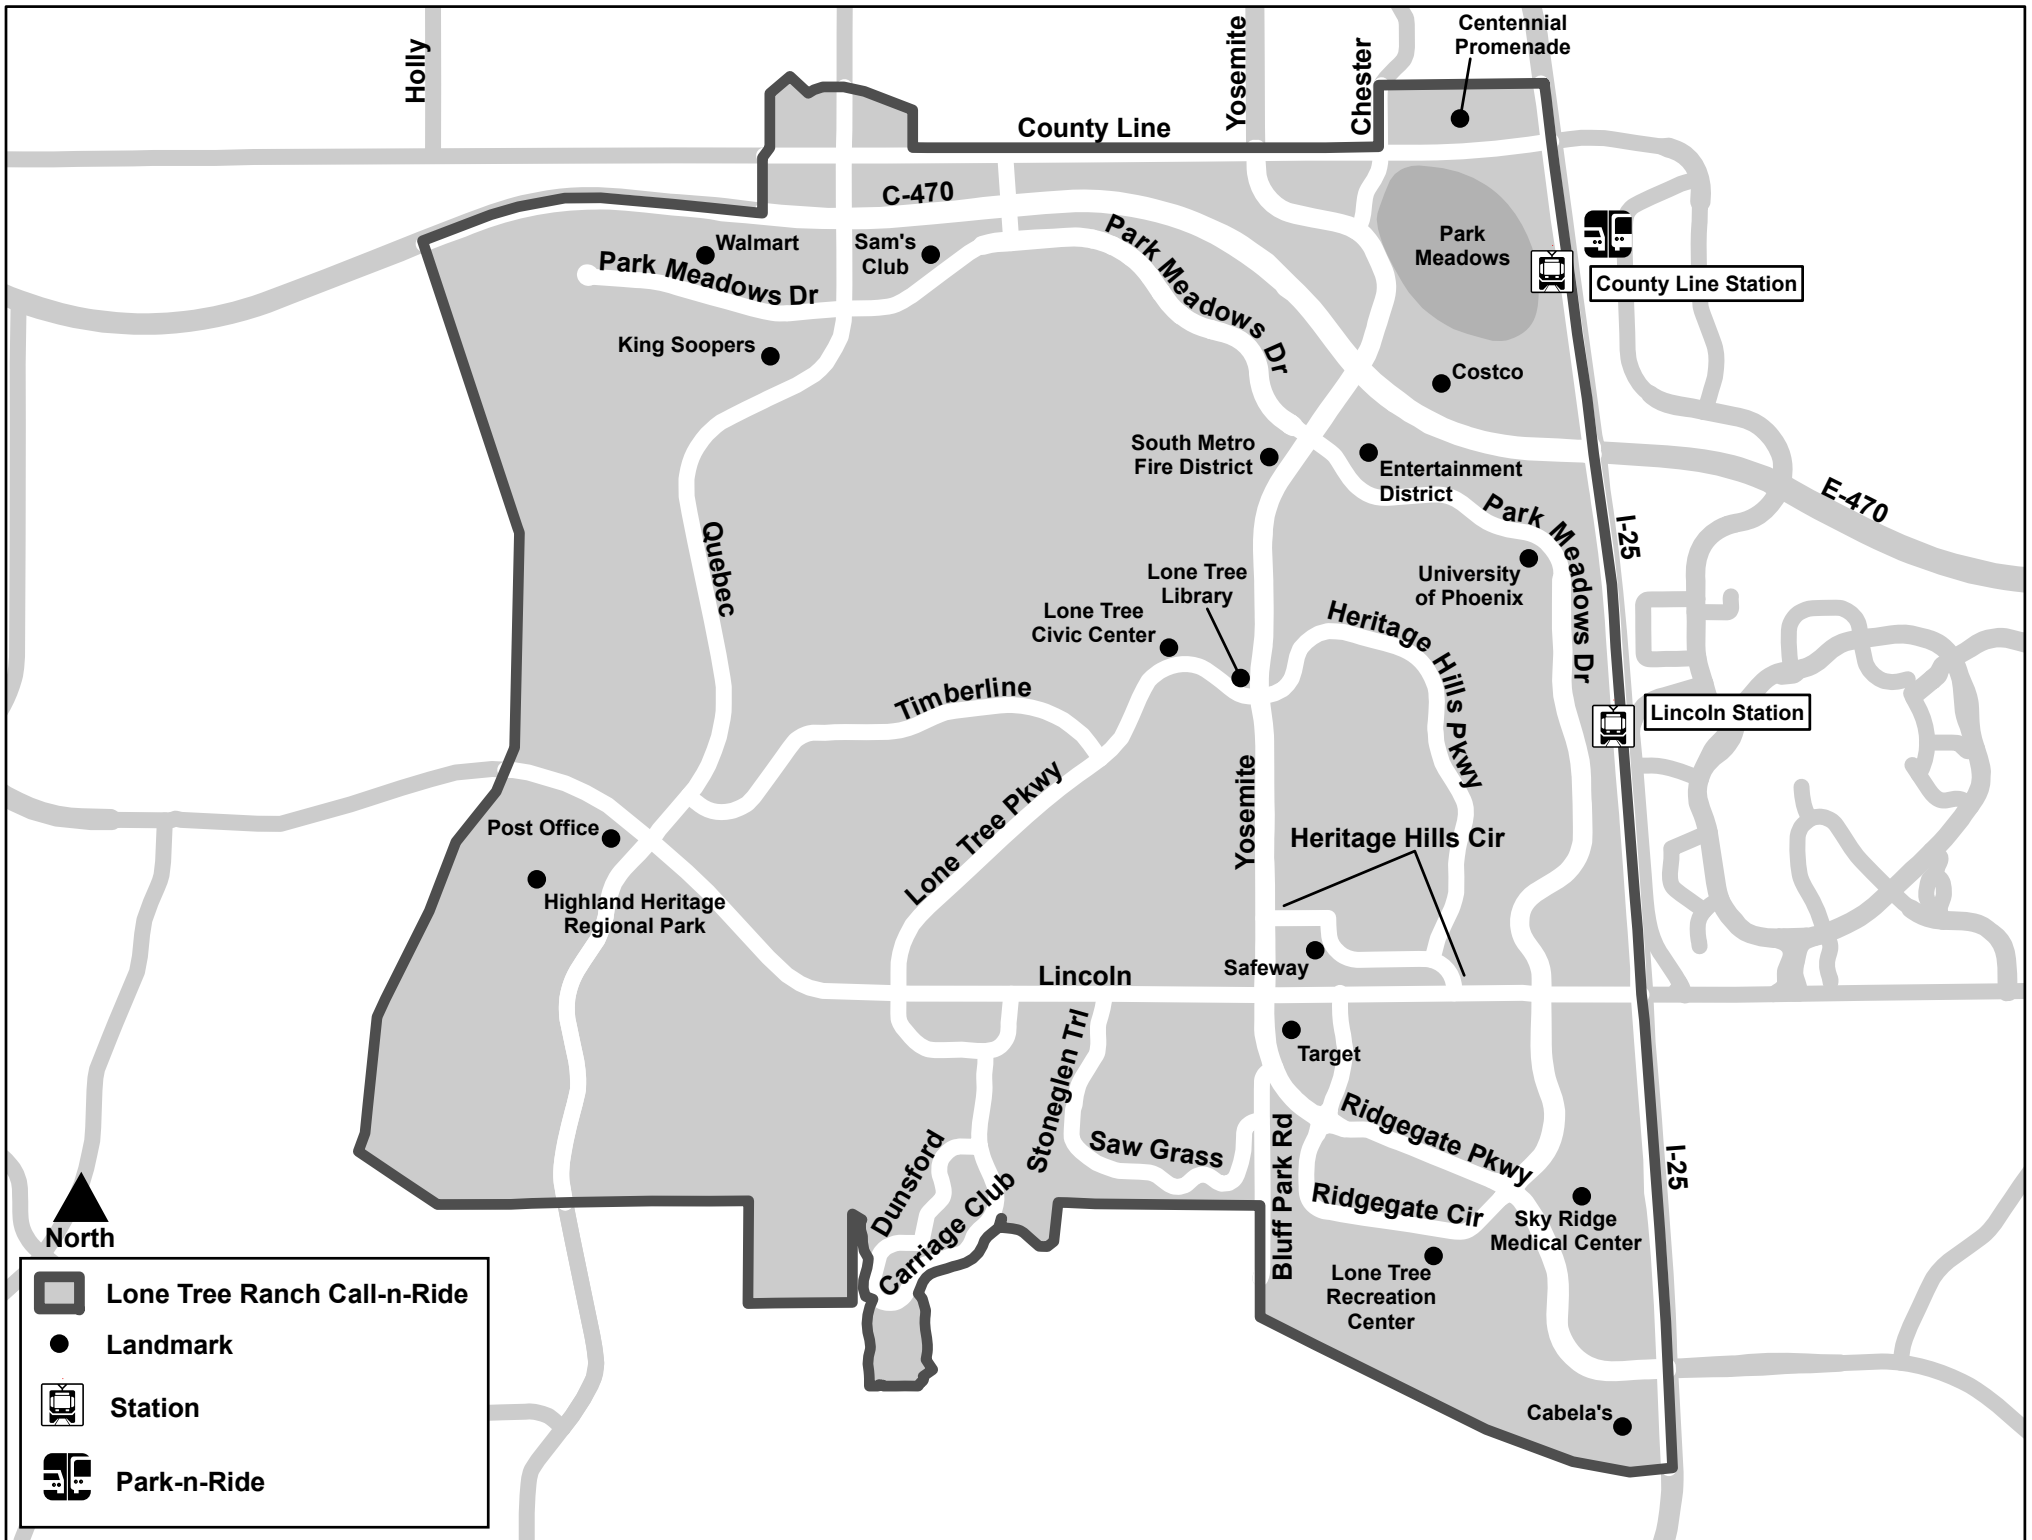 Centennial
Promenade
Holly
Yosemite
Chester
County Line
C-470
Walmart
Sam's
Club
Park Meadows Dr
Park Meadows Dr
Park
Meadows
County Line Station
King Soopers
Costco
South Metro
Fire District
Entertainment
District
Park Meadows Dr
E-470
I-25
Quebec
University
of Phoenix
Lone Tree
Library
Lone Tree
Civic Center
Heritage Hills Pkwy
Timberline
Lincoln Station
Lone Tree Pkwy
Yosemite
Post Office
Heritage Hills Cir
Highland Heritage
Regional Park
Safeway
Lincoln
Stoneglen Trl
Target
Ridgegate Pkwy
Dunsford
Saw Grass
Bluff Park Rd
I-25
Carriage Club
Ridgegate Cir
Sky Ridge
Medical Center
Lone Tree
Recreation
Center
Cabela's
North
Lone Tree Ranch Call-n-Ride
Landmark
Station
Park-n-Ride